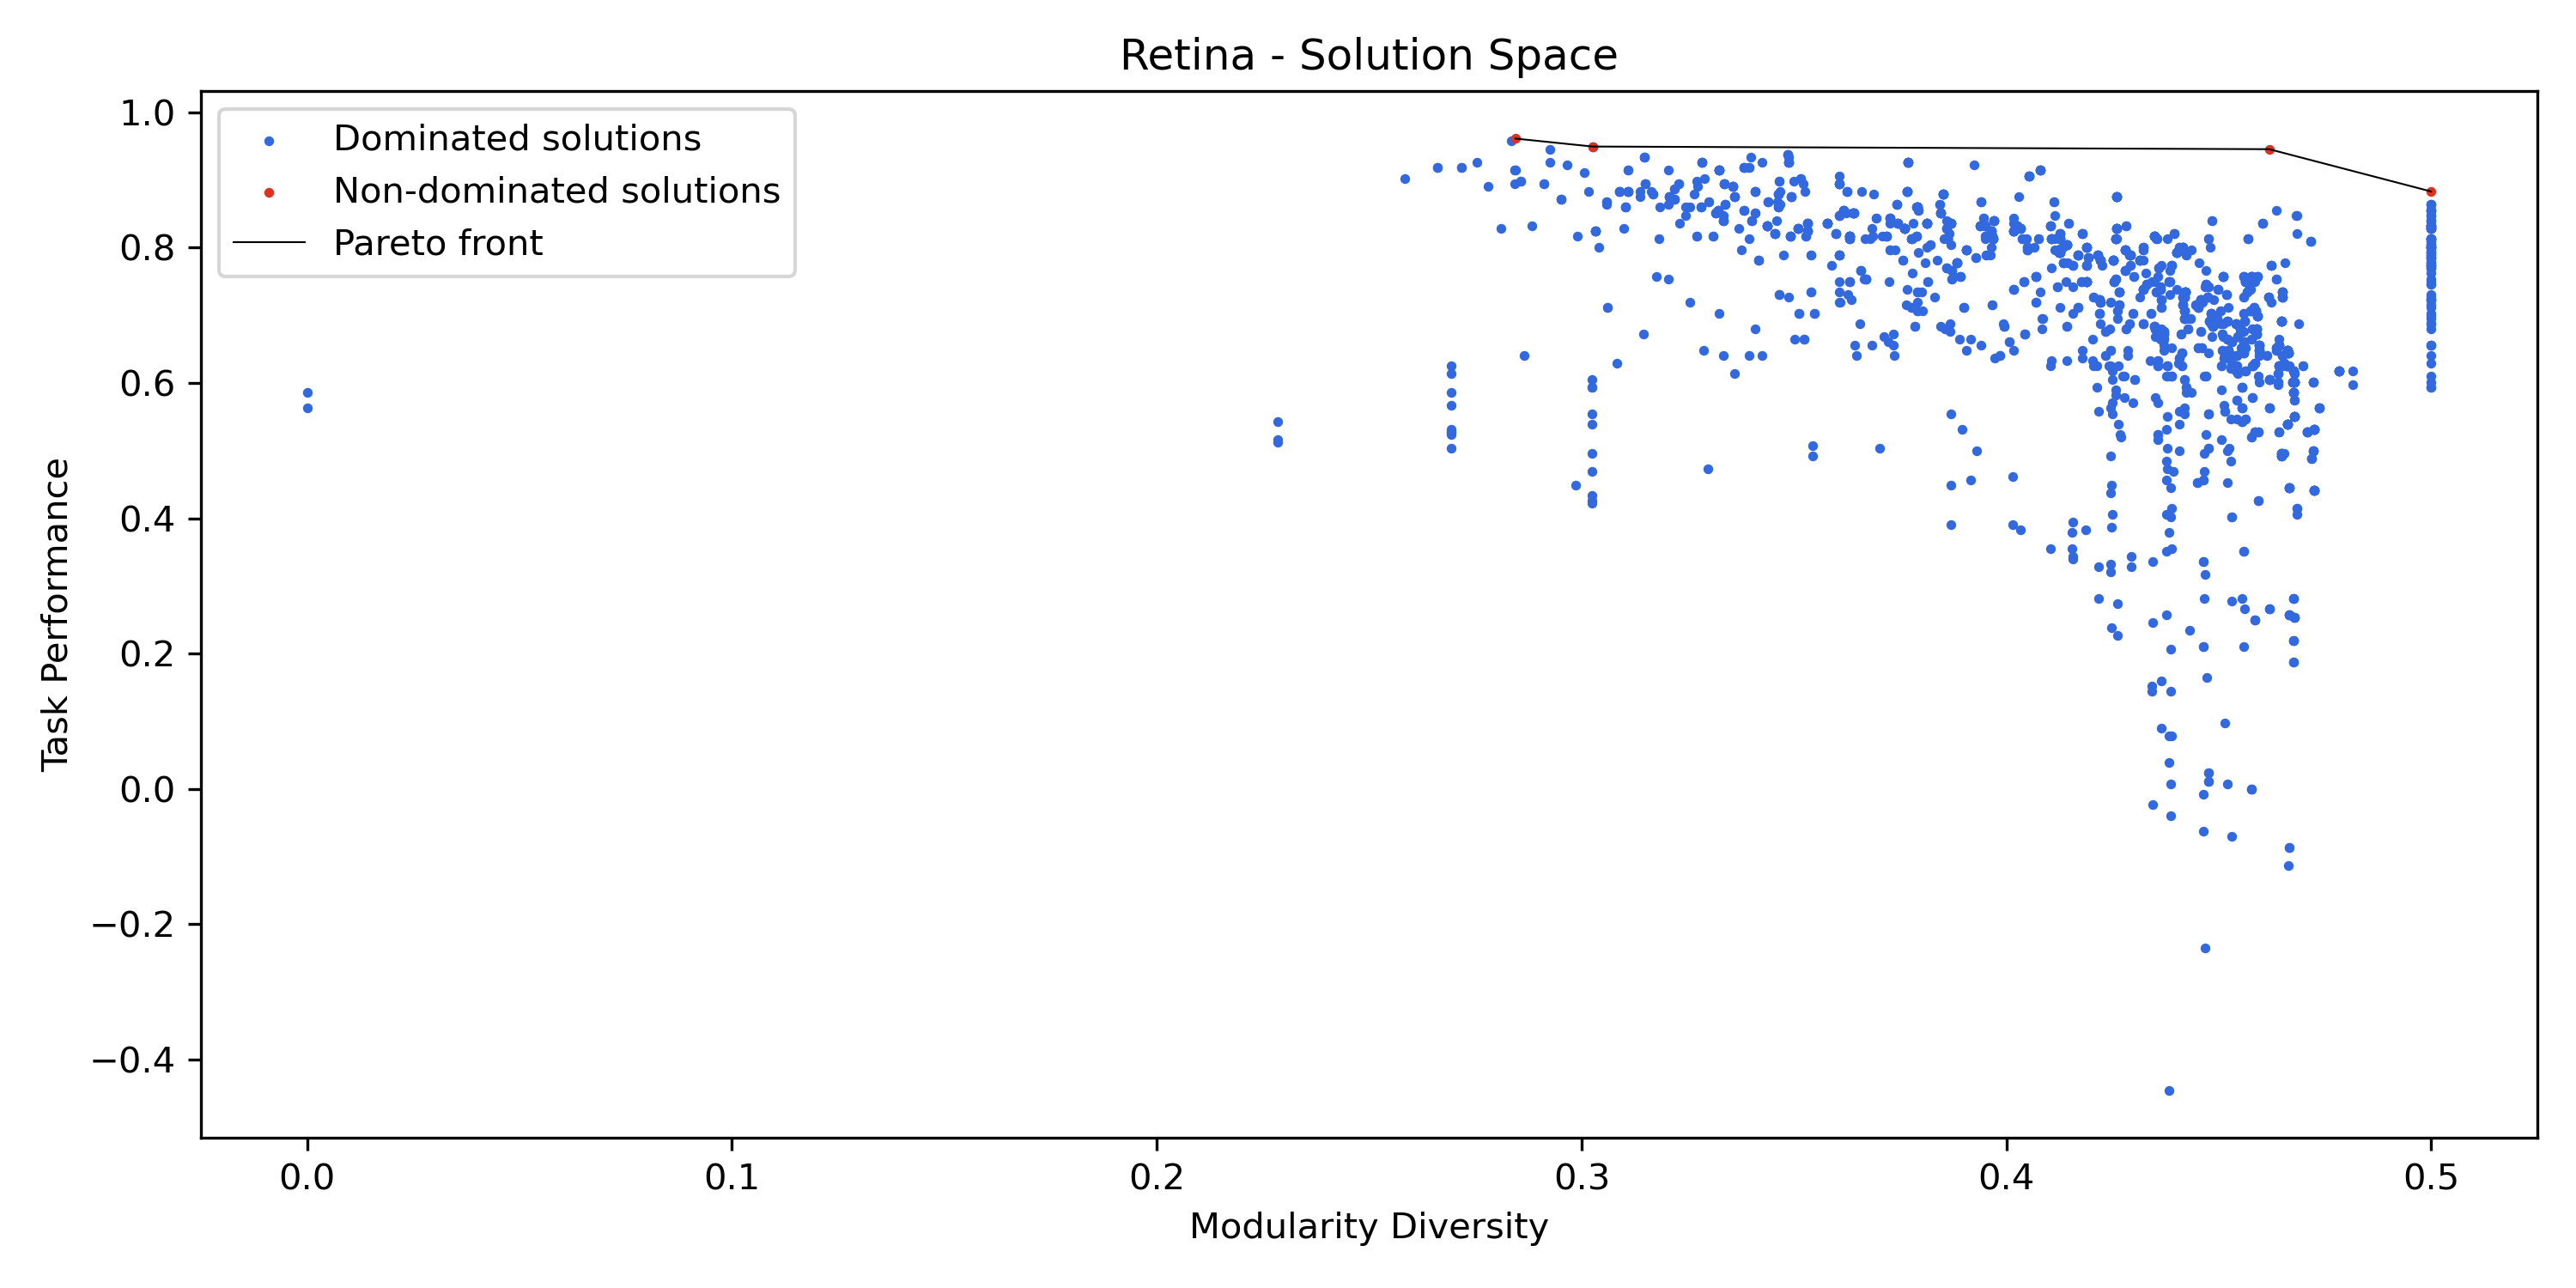 Retina - Solution Space
1.0
0.8
0.6
0.4
0.2
0.0
−0.2
−0.4
Task Performance
Dominated solutions
Non-dominated solutions
Pareto front
0.0 0.1 0.2 0.3 0.4 0.5
Modularity Diversity